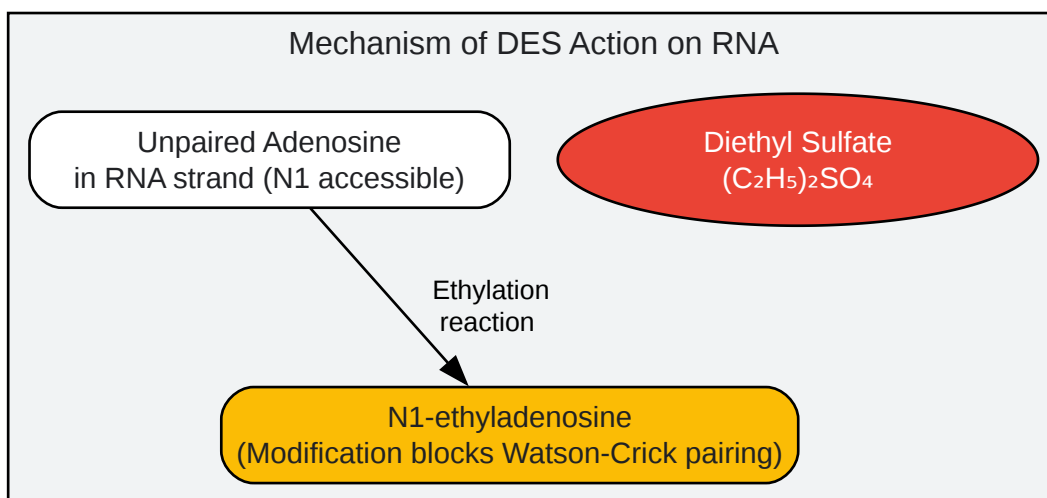 Mechanism of DES Action on RNA
Unpaired Adenosine
in RNA strand (N1 accessible)
Diethyl Sulfate
(C₂H₅)₂SO₄
Ethylation
reaction
N1-ethyladenosine
(Modification blocks Watson-Crick pairing)